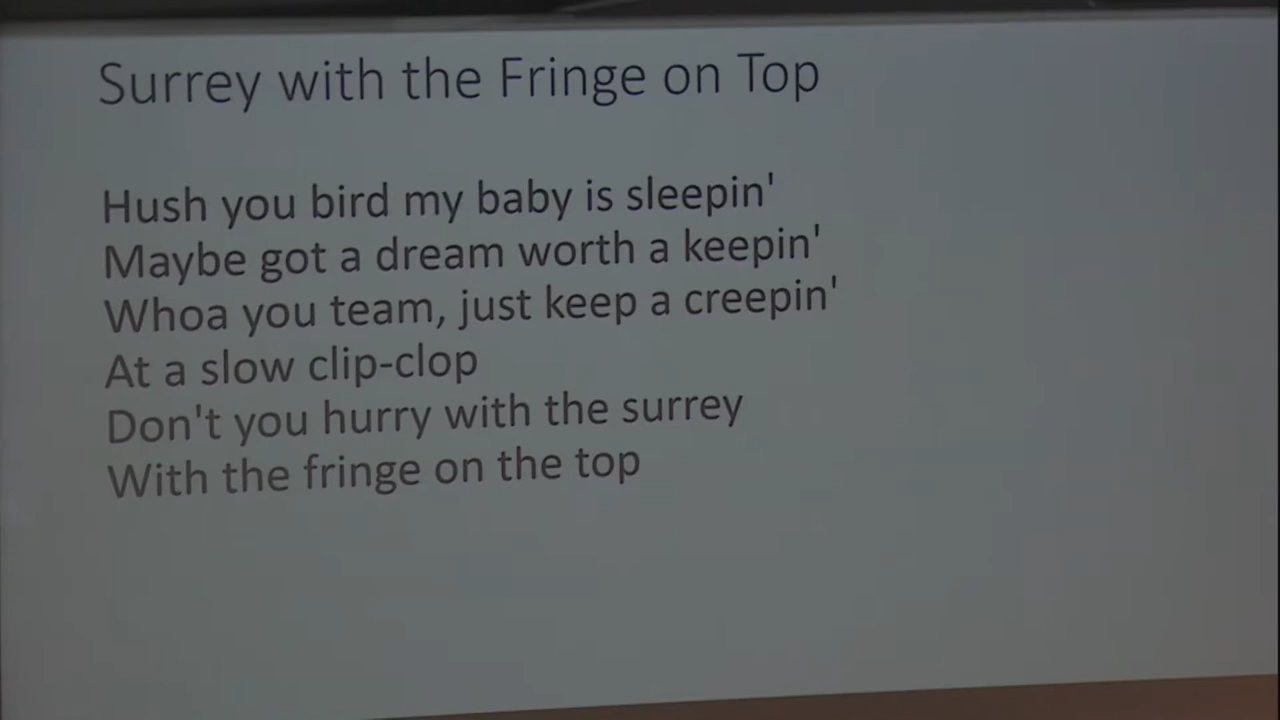 Surrey with the Fringe on Top
Hush you bird my baby is sleepin'
Maybe got a dream worth a keepin'
Whoa you team, just keep a creepin'
At a slow clip-clop
Don't you hurry with the surrey
With the fringe on the top